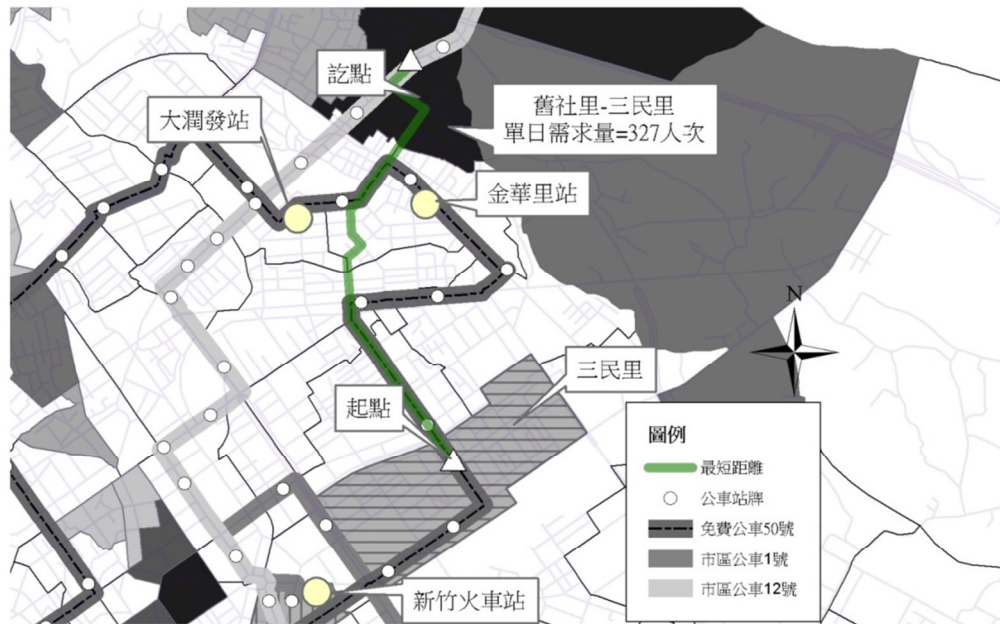 訖點
大潤發站
舊社里-三民里
單日需求量=327人次
金華里站
N
三民里
起點
圖例
最短距離
公車站牌
免費公車50號
市區公車1號
市區公車12號
新竹火車站